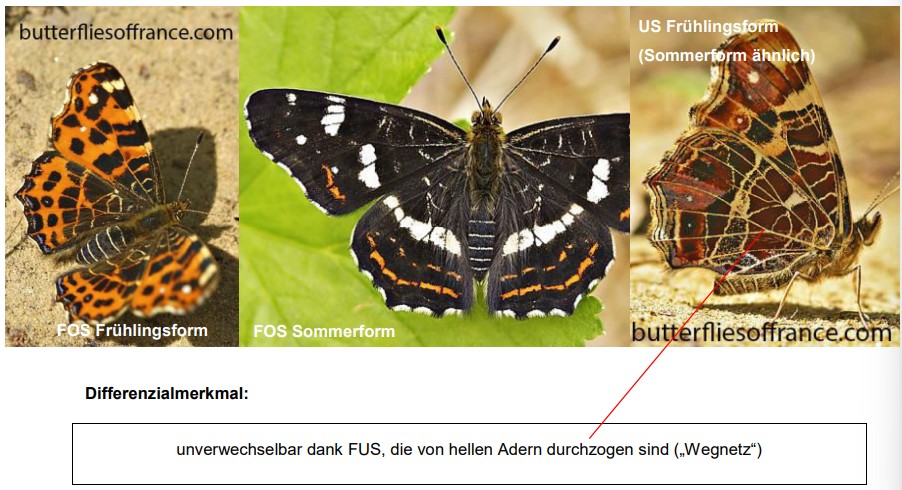 butterfliesoffrance.com
US Frühlingsform
(Sommerform ähnlich)
FOS Frühlingsform
FOS Sommerform
butterfliesoffrance.com
Differenzialmerkmal:
unverwechselbar dank FUS, die von hellen Adern durchzogen sind („Wegnetz“)